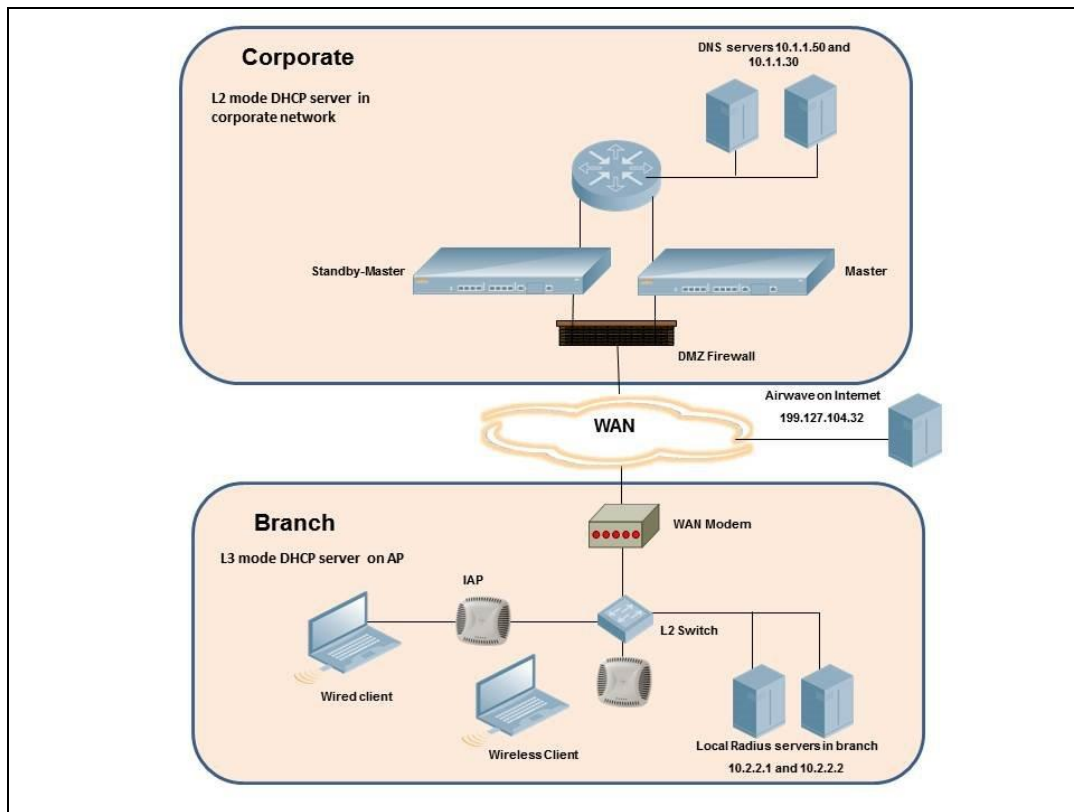 Corporate
L2 mode DHCP server in
corporate network
DNS servers 10.1.1.50 and
10.1.1.30
Standby-Master
Master
DMZ Firewall
Airwave on Internet
199.127.104.32
WAN
Branch
L3 mode DHCP server on AP
WAN Modem
IAP
L2 Switch
Wired client
Wireless Client
Local Radius servers in branch
10.2.2.1 and 10.2.2.2